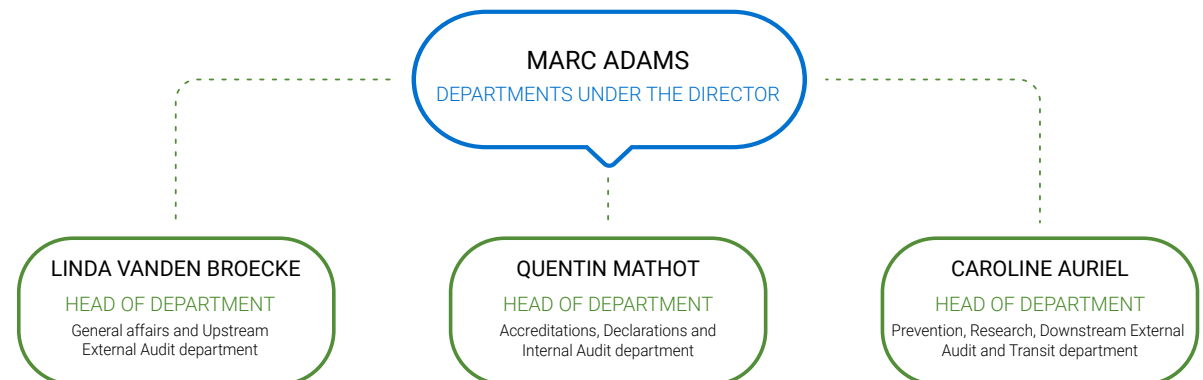 MARC ADAMS
DEPARTMENTS UNDER THE DIRECTOR
LINDA VANDEN BROECKE
HEAD OF DEPARTMENT
General affairs and Upstream
External Audit department
QUENTIN MATHOT
HEAD OF DEPARTMENT
Accreditations, Declarations and
Internal Audit department
CAROLINE AURIEL
HEAD OF DEPARTMENT
Prevention, Research, Downstream External
Audit and Transit department